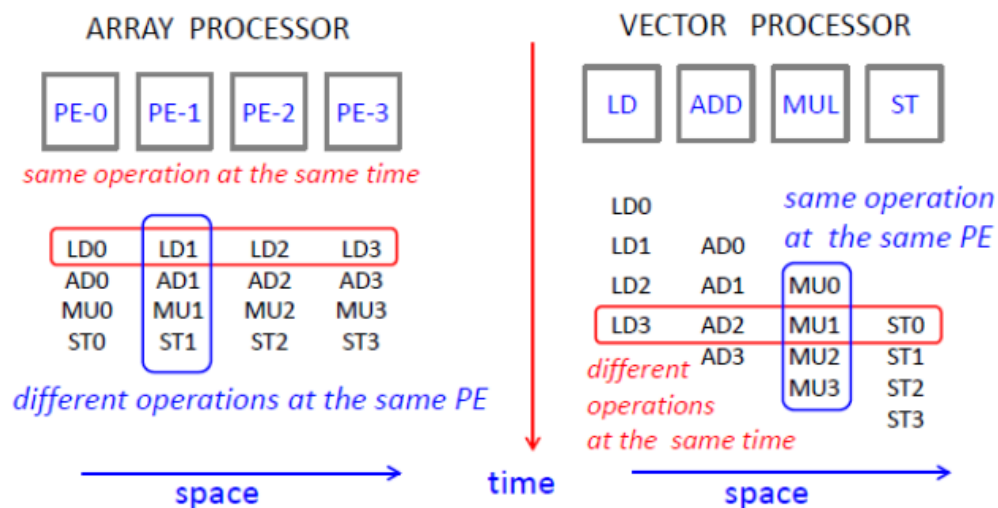 ARRAY PROCESSOR
PE-0 PE-1 PE-2 PE-3
same operation at the same time
LD0 LD1 LD2 LD3
AD0 AD1 AD2 AD3
MU0 MU1 MU2 MU3
ST0 ST1 ST2 ST3
different operations at the same PE
space
time
VECTOR PROCESSOR
LD ADD MUL ST
same operation
at the same PE
LD0
LD1 AD0
LD2 AD1 MU0
LD3 AD2 MU1 ST0
AD3 MU2 ST1
MU3 ST2
ST3
different
operations
at the same time
space